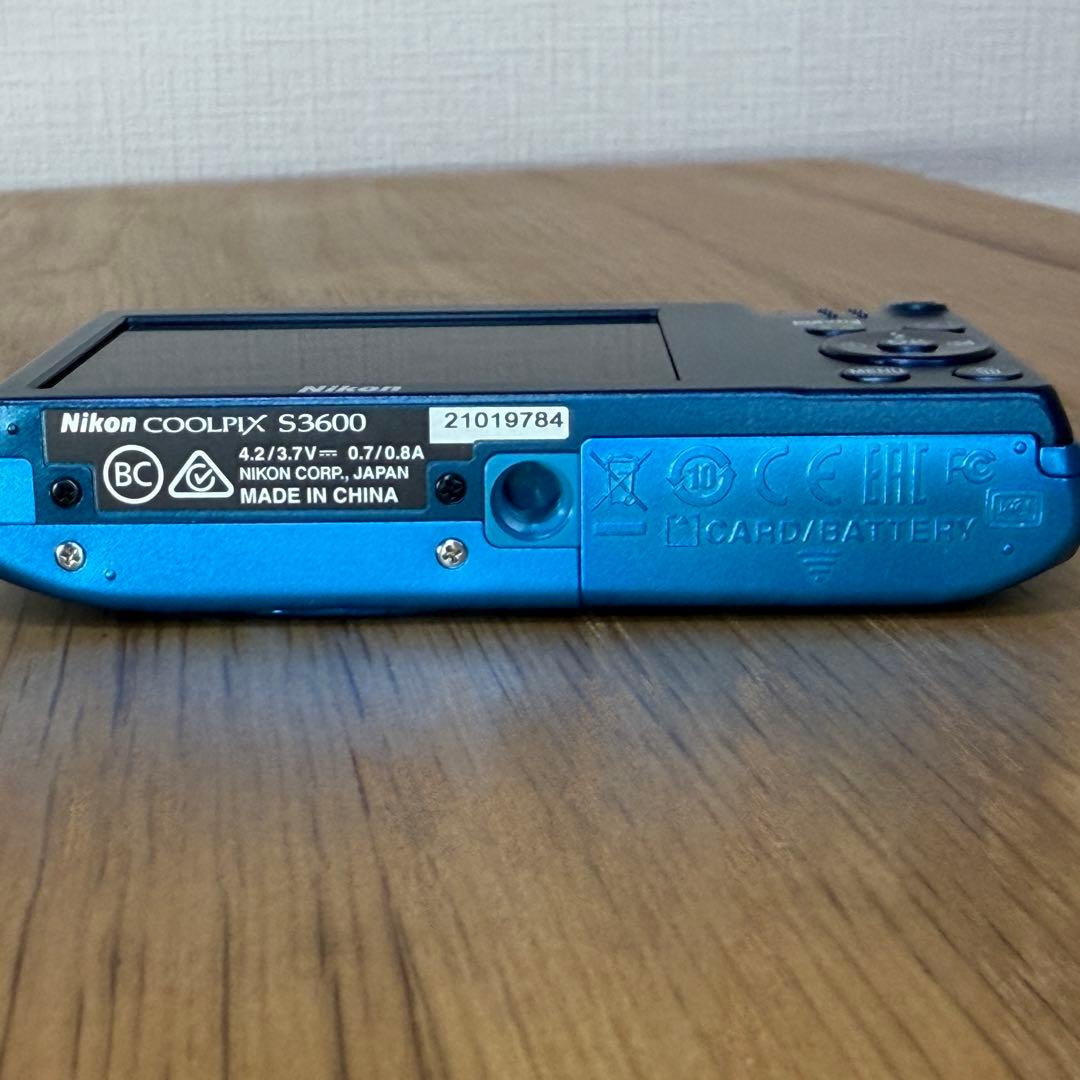 Nikon
MENU
Nikon COOLPIX S3600
21019784
BC
4.2/3.7V⎓ 0.7/0.8A
NIKON CORP., JAPAN
MADE IN CHINA
10
CE EAC FC
CARD/BATTERY